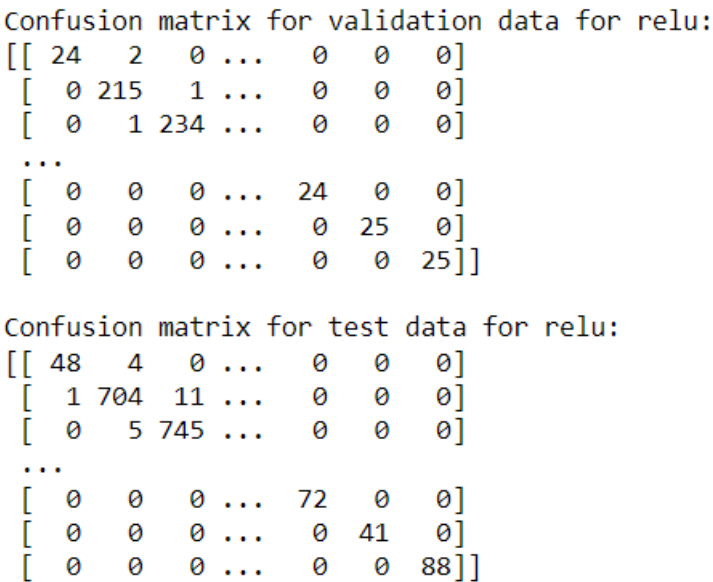 Confusion matrix for validation data for relu:
[[ 24   2   0 ...   0   0   0]
 [  0 215   1 ...   0   0   0]
 [  0   1 234 ...   0   0   0]
 ...
 [  0   0   0 ...  24   0   0]
 [  0   0   0 ...   0  25   0]
 [  0   0   0 ...   0   0  25]]

Confusion matrix for test data for relu:
[[ 48   4   0 ...   0   0   0]
 [  1 704  11 ...   0   0   0]
 [  0   5 745 ...   0   0   0]
 ...
 [  0   0   0 ...  72   0   0]
 [  0   0   0 ...   0  41   0]
 [  0   0   0 ...   0   0  88]]